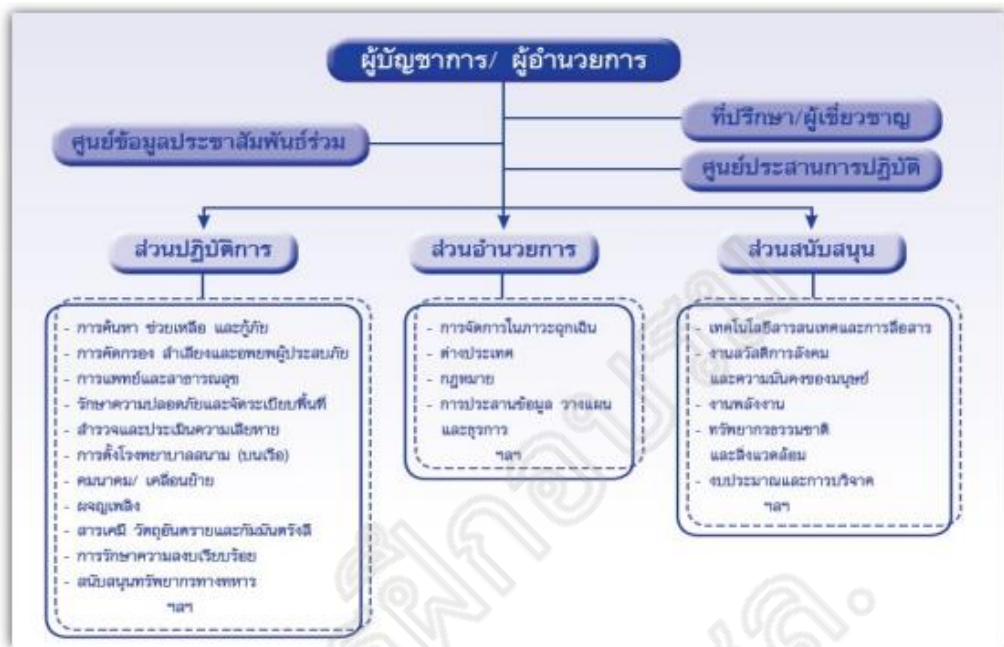 ผู้บัญชาการ/ ผู้อำนวยการ
ที่ปรึกษา/ผู้เชี่ยวชาญ
ศูนย์ข้อมูลประชาสัมพันธ์ร่วม
ศูนย์ประสานการปฏิบัติ
ส่วนปฏิบัติการ
- การค้นหา ช่วยเหลือ และกู้ภัย
- การคัดกรอง ลำเลียงและอพยพผู้ประสบภัย
- การแพทย์และสาธารณสุข
- รักษาความปลอดภัยและจัดระเบียบพื้นที่
- สำรวจและประเมินความเสียหาย
- การตั้งโรงพยาบาลสนาม (บนเรือ)
- คมนาคม/ เคลื่อนย้าย
- ผจญเพลิง
- สารเคมี วัตถุอันตรายและกัมมันตรังสี
- การรักษาความสงบเรียบร้อย
- สนับสนุนทรัพยากรทางทหาร
ฯลฯ
ส่วนอำนวยการ
- การจัดการในภาวะฉุกเฉิน
- ต่างประเทศ
- กฎหมาย
- การประสานข้อมูล วางแผน
และธุรการ
ฯลฯ
ส่วนสนับสนุน
- เทคโนโลยีสารสนเทศและการสื่อสาร
- งานสวัสดิการสังคม
และความมั่นคงของมนุษย์
- งานพลังงาน
- ทรัพยากรธรรมชาติ
และสิ่งแวดล้อม
- งบประมาณและการบริจาค
ฯลฯ